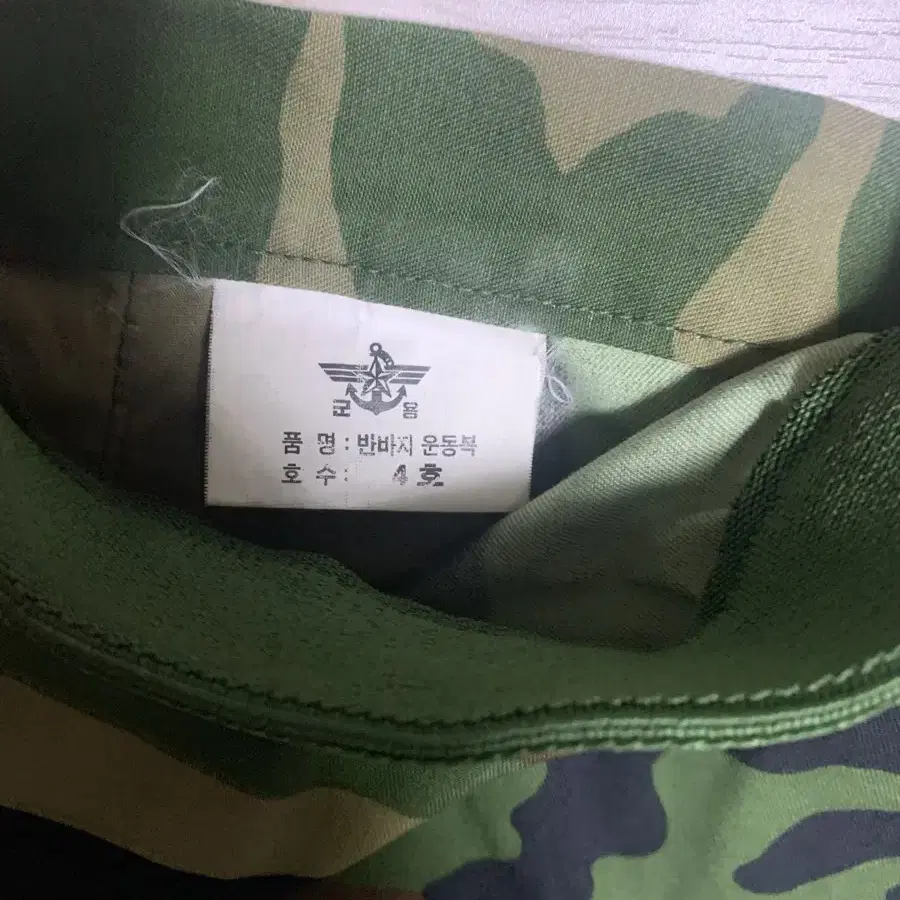 군 용
품 명 : 반바지 운동복
호 수 : 4호